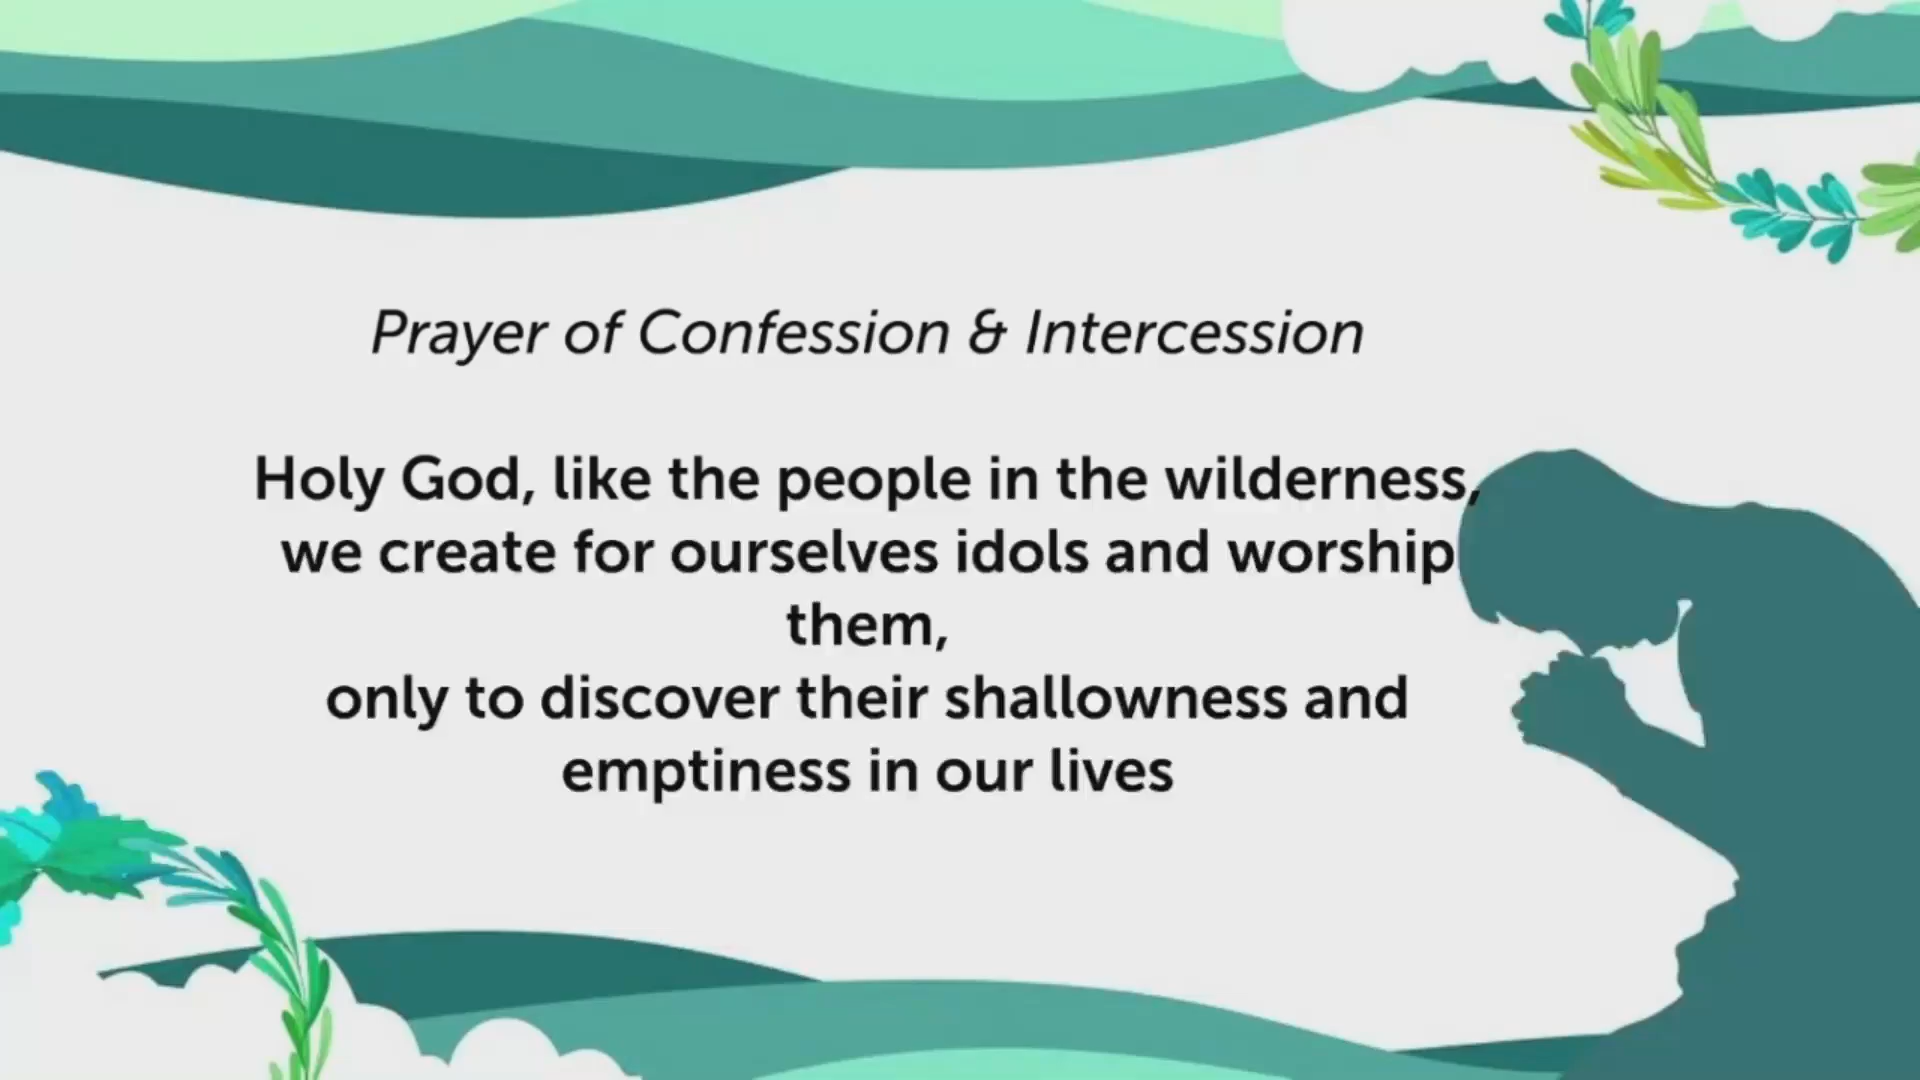 Prayer of Confession & Intercession
Holy God, like the people in the wilderness,
we create for ourselves idols and worship
them,
only to discover their shallowness and
emptiness in our lives